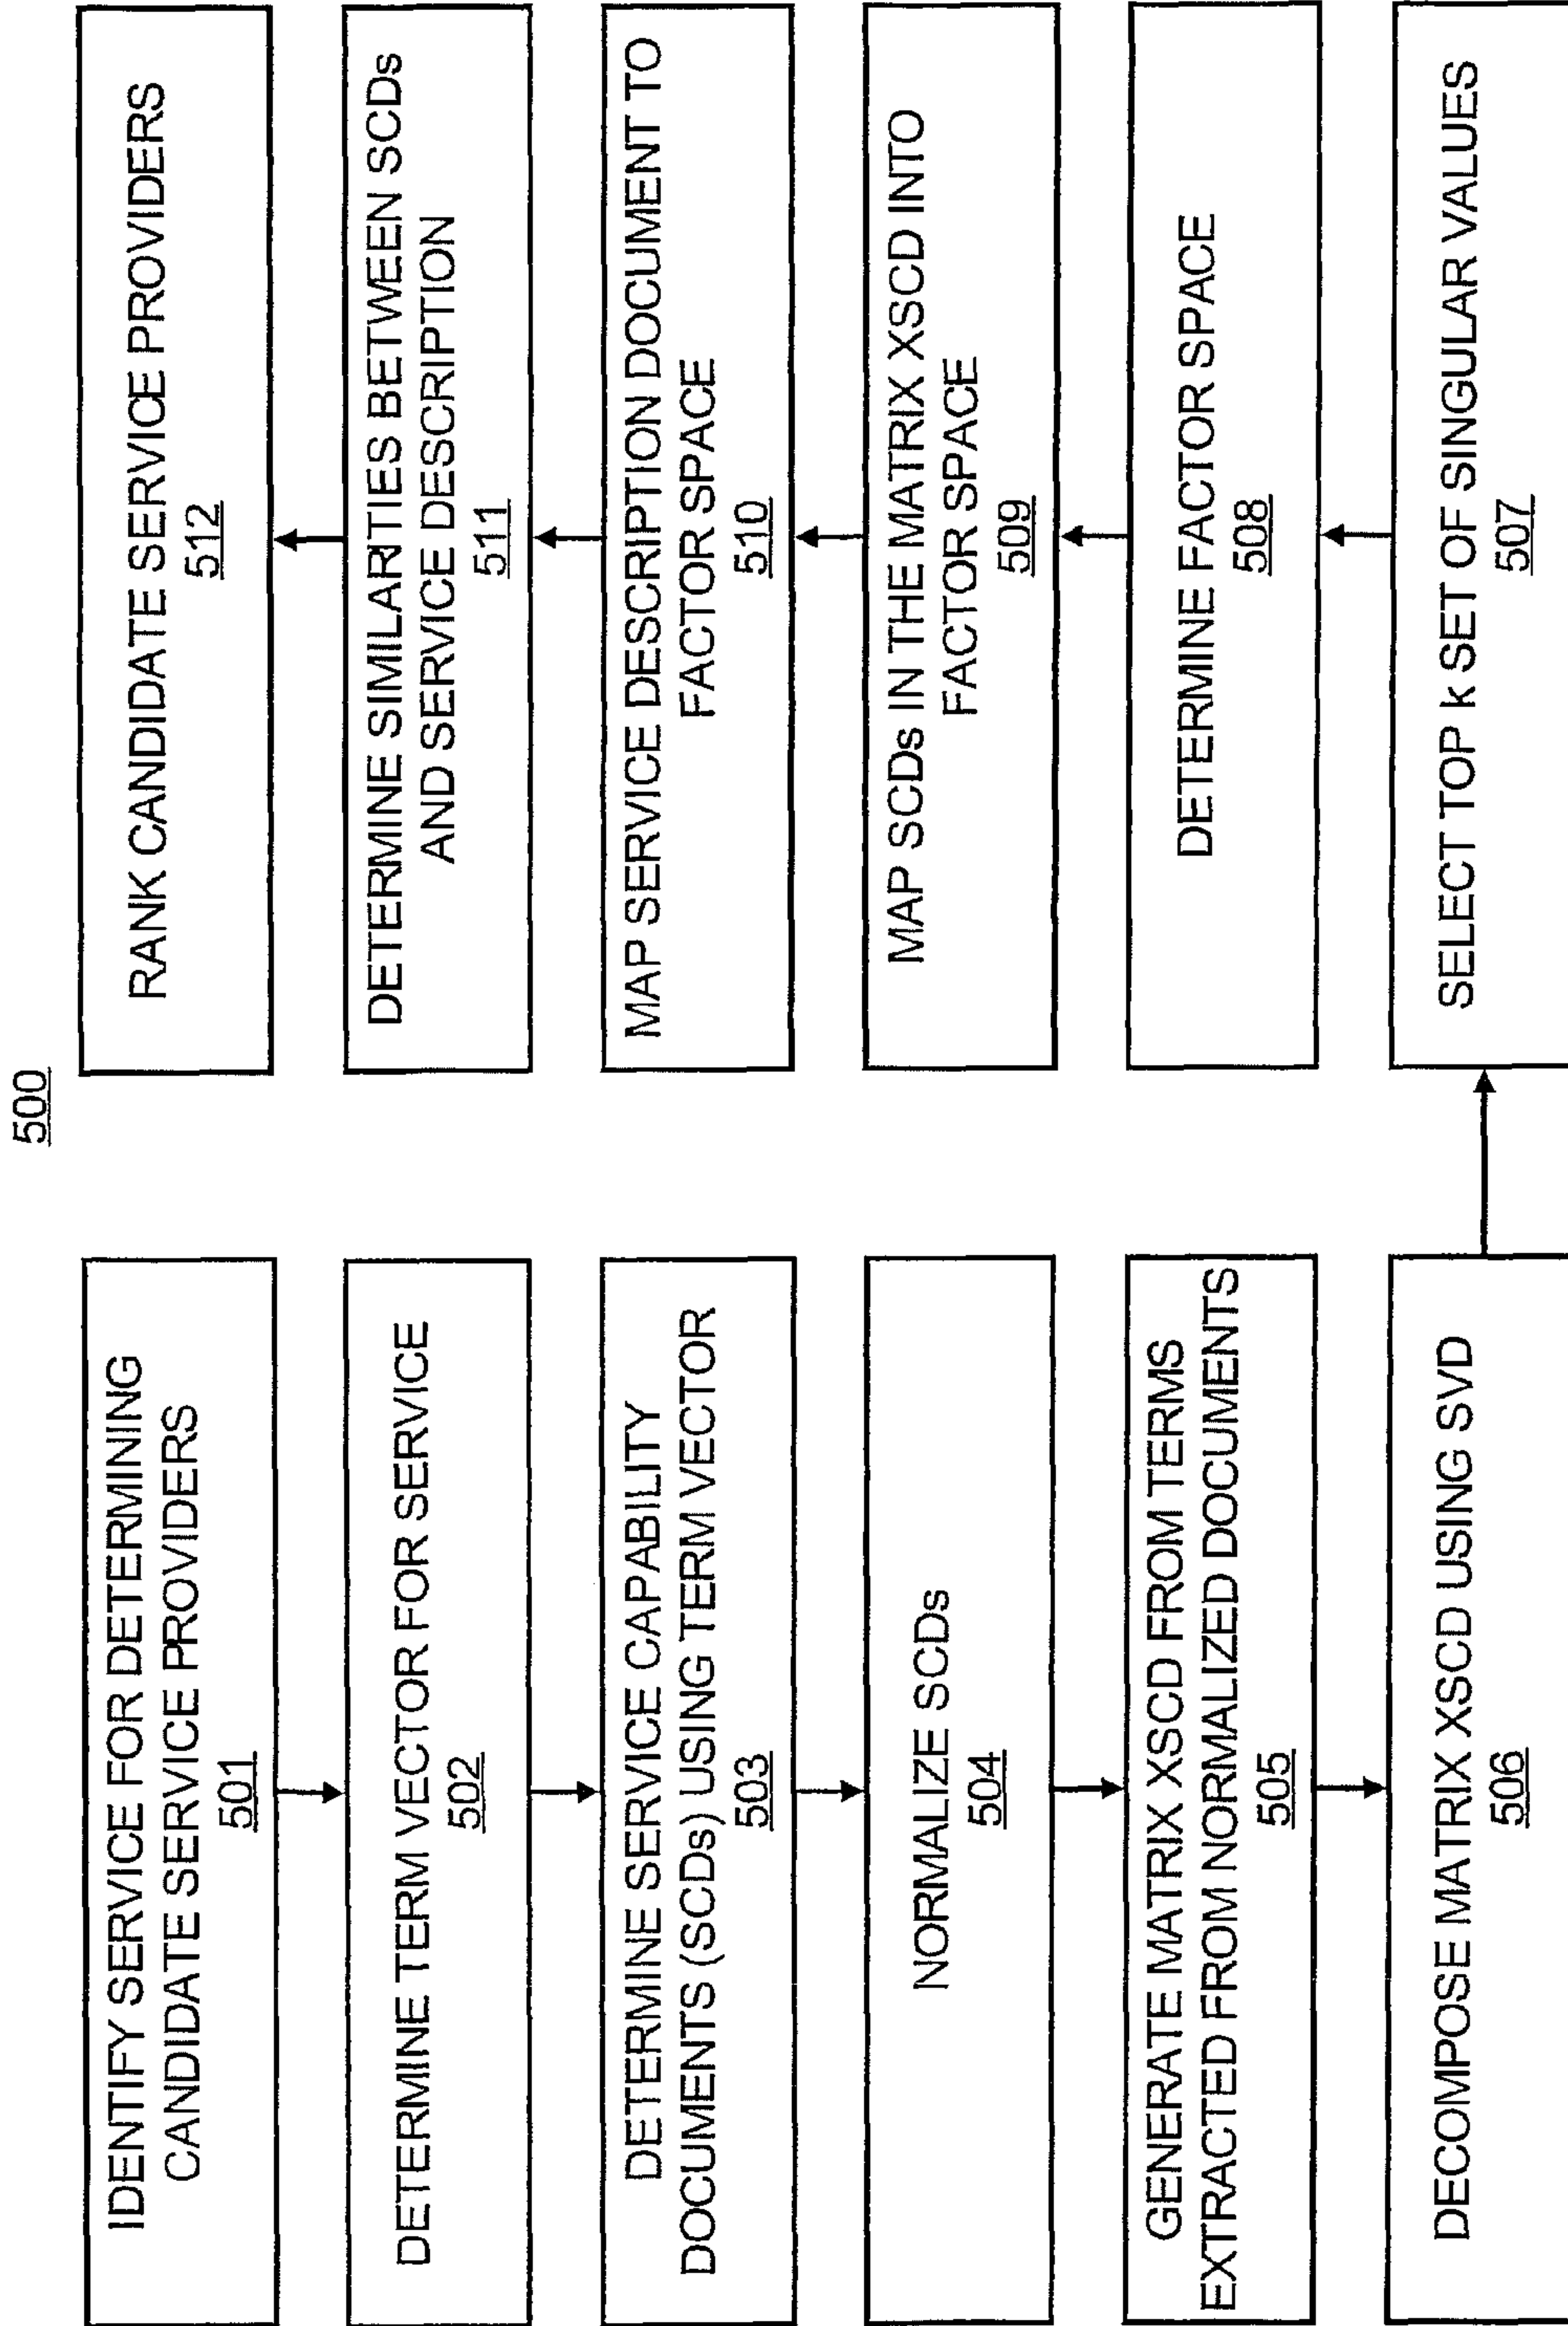 500
IDENTIFY SERVICE FOR DETERMINING
CANDIDATE SERVICE PROVIDERS
501
DETERMINE TERM VECTOR FOR SERVICE
502
DETERMINE SERVICE CAPABILITY
DOCUMENTS (SCDs) USING TERM VECTOR
503
NORMALIZE SCDs
504
GENERATE MATRIX XSCD FROM TERMS
EXTRACTED FROM NORMALIZED DOCUMENTS
505
DECOMPOSE MATRIX XSCD USING SVD
506
SELECT TOP k SET OF SINGULAR VALUES
507
DETERMINE FACTOR SPACE
508
MAP SCDs IN THE MATRIX XSCD INTO
FACTOR SPACE
509
MAP SERVICE DESCRIPTION DOCUMENT TO
FACTOR SPACE
510
DETERMINE SIMILARITIES BETWEEN SCDs
AND SERVICE DESCRIPTION
511
RANK CANDIDATE SERVICE PROVIDERS
512